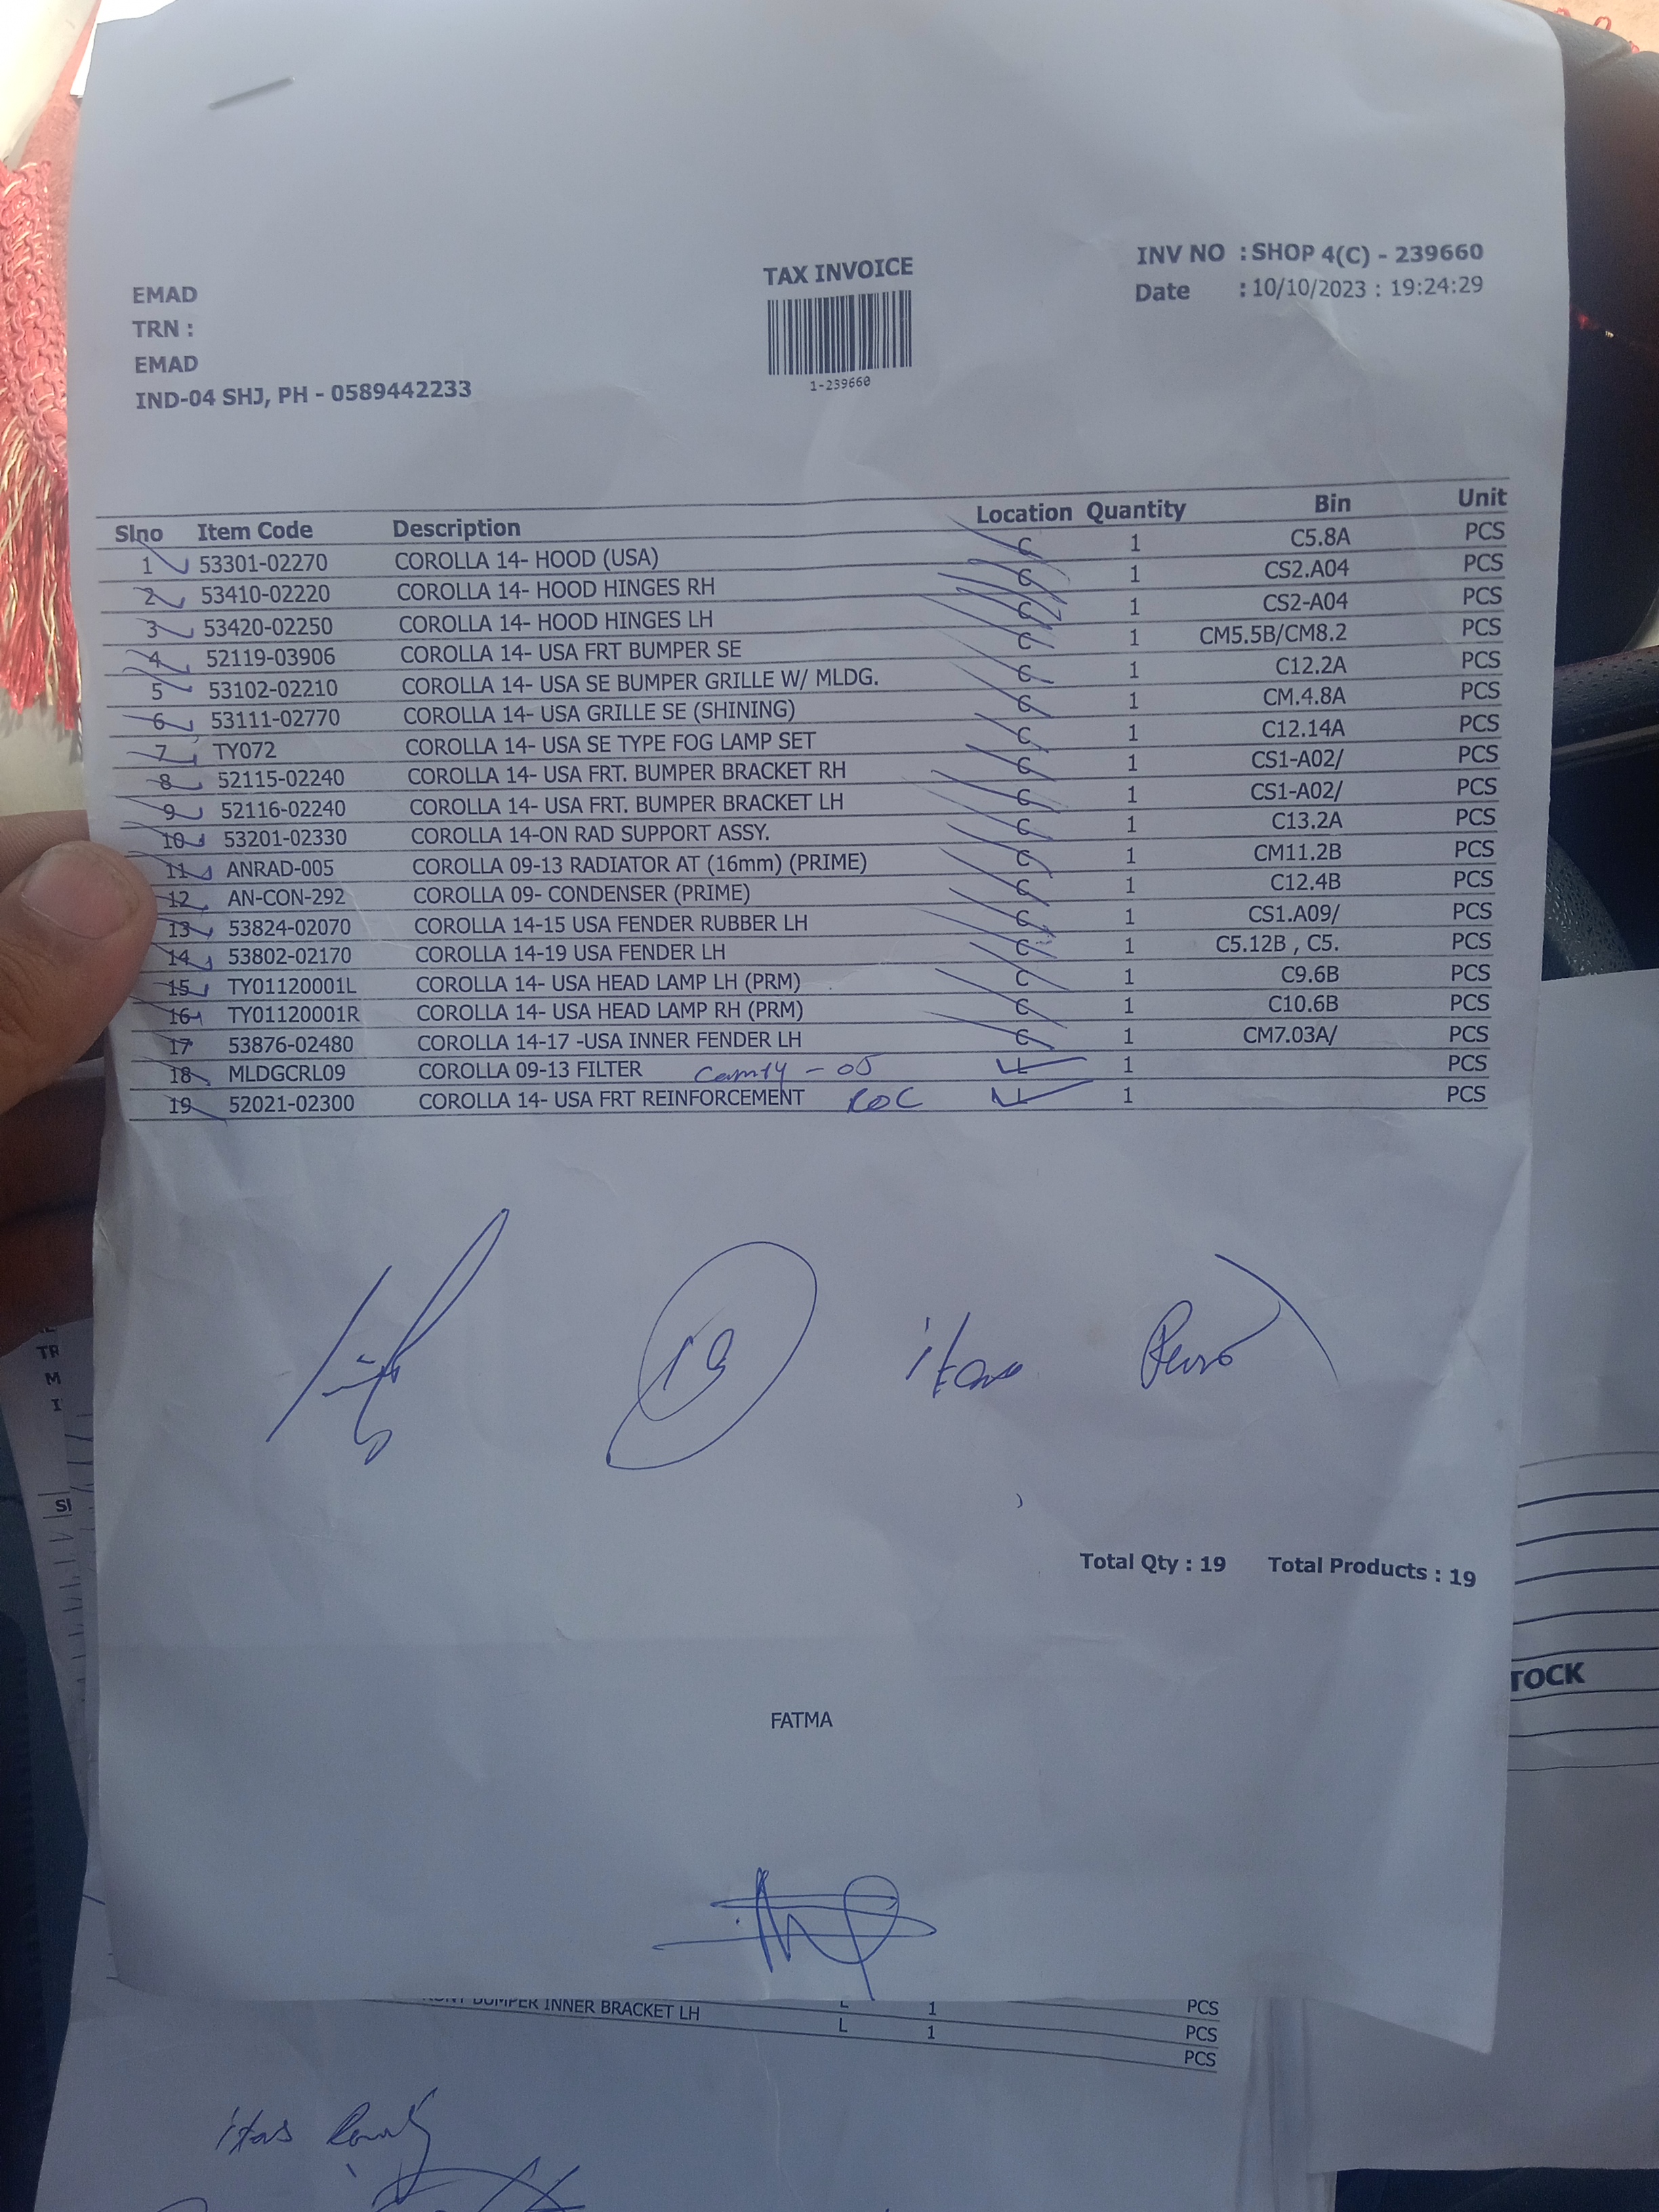 TAX INVOICE
1-239660
INV NO : SHOP 4(C) - 239660
Date : 10/10/2023 : 19:24:29
EMAD
TRN :
EMAD
IND-04 SHJ, PH - 0589442233
Slno Item Code Description Location Quantity Bin Unit
1 53301-02270 COROLLA 14- HOOD (USA) C 1 C5.8A PCS
2 53410-02220 COROLLA 14- HOOD HINGES RH C 1 CS2.A04 PCS
3 53420-02250 COROLLA 14- HOOD HINGES LH C 1 CS2-A04 PCS
4 52119-03906 COROLLA 14- USA FRT BUMPER SE C 1 CM5.5B/CM8.2 PCS
5 53102-02210 COROLLA 14- USA SE BUMPER GRILLE W/ MLDG. C 1 C12.2A PCS
6 53111-02770 COROLLA 14- USA GRILLE SE (SHINING) C 1 CM.4.8A PCS
7 TY072 COROLLA 14- USA SE TYPE FOG LAMP SET C 1 C12.14A PCS
8 52115-02240 COROLLA 14- USA FRT. BUMPER BRACKET RH C 1 CS1-A02/ PCS
9 52116-02240 COROLLA 14- USA FRT. BUMPER BRACKET LH C 1 CS1-A02/ PCS
10 53201-02330 COROLLA 14-ON RAD SUPPORT ASSY. C 1 C13.2A PCS
11 ANRAD-005 COROLLA 09-13 RADIATOR AT (16mm) (PRIME) C 1 CM11.2B PCS
12 AN-CON-292 COROLLA 09- CONDENSER (PRIME) C 1 C12.4B PCS
13 53824-02070 COROLLA 14-15 USA FENDER RUBBER LH C 1 CS1.A09/ PCS
14 53802-02170 COROLLA 14-19 USA FENDER LH C 1 C5.12B , C5. PCS
15 TY01120001L COROLLA 14- USA HEAD LAMP LH (PRM) C 1 C9.6B PCS
16 TY01120001R COROLLA 14- USA HEAD LAMP RH (PRM) C 1 C10.6B PCS
17 53876-02480 COROLLA 14-17 -USA INNER FENDER LH C 1 CM7.03A/ PCS
18 MLDGCRL09 COROLLA 09-13 FILTER L 1 PCS
19 52021-02300 COROLLA 14- USA FRT REINFORCEMENT L 1 PCS
19
Total Qty : 19 Total Products : 19
FATMA
BUMPER INNER BRACKET LH L 1 PCS
L 1 PCS
PCS
TR
M
I
Sl
TOCK